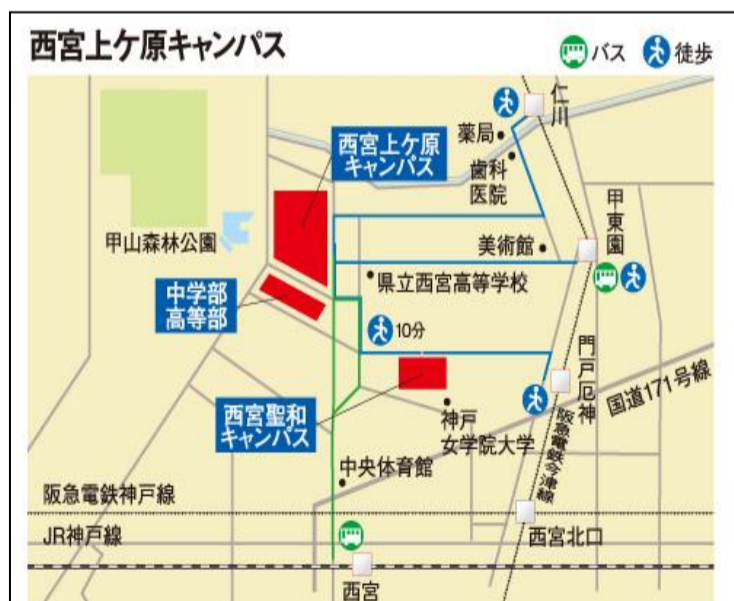 西宮上ケ原キャンパス
バス
徒歩
仁川
薬局
西宮上ケ原
キャンパス
歯科
医院
甲東園
甲山森林公園
美術館
県立西宮高等学校
中学部
高等部
10分
門戸厄神
国道171号線
西宮聖和
キャンパス
神戸
女学院大学
阪急電鉄今津線
中央体育館
阪急電鉄神戸線
JR神戸線
西宮北口
西宮